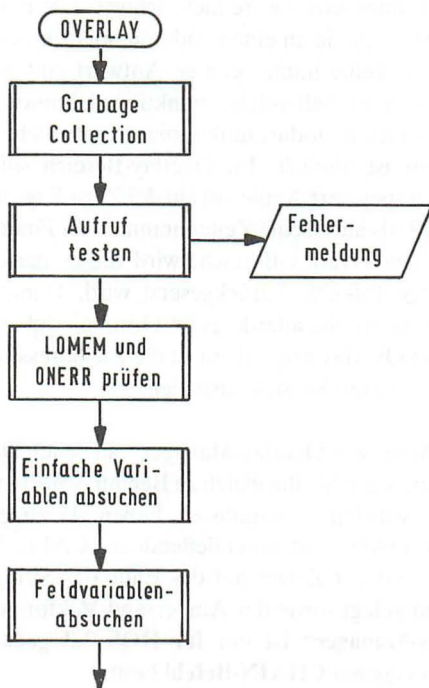 OVERLAY
Garbage
Collection
Aufruf
testen
Fehler-
meldung
LOMEM und
ONERR prüfen
Einfache Vari-
ablen absuchen
Feldvariablen-
absuchen